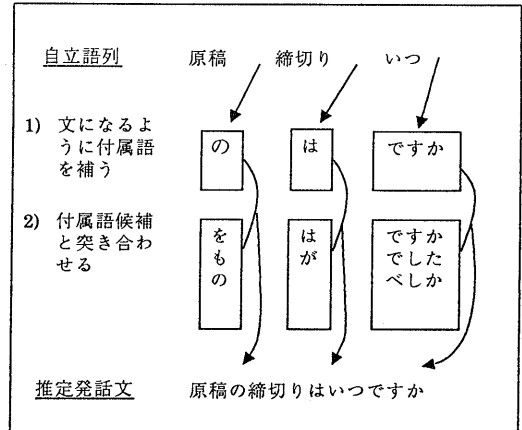 自立語列 原稿 締切り いつ
1) 文になるよ
うに付属語
を補う
の は ですか
2) 付属語候補
と突き合わ
せる
を
も
の
は
が
ですか
でした
べしか
推定発話文 原稿の締切りはいつですか